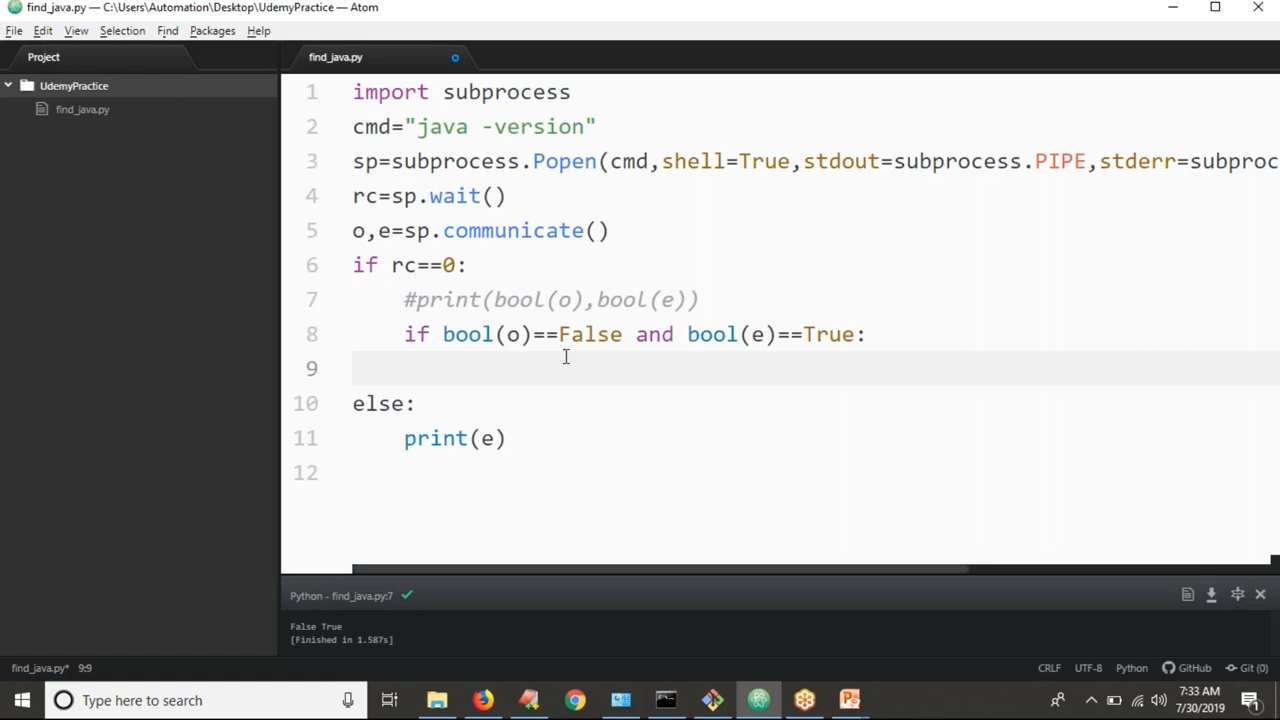 find_java.py — C:\Users\Automation\Desktop\UdemyPractice — Atom
File Edit View Selection Find Packages Help
Project
find_java.py
UdemyPractice
find_java.py
1 import subprocess
2 cmd="java -version"
3 sp=subprocess.Popen(cmd,shell=True,stdout=subprocess.PIPE,stderr=subproc
4 rc=sp.wait()
5 o,e=sp.communicate()
6 if rc==0:
7 #print(bool(o),bool(e))
8 if bool(o)==False and bool(e)==True:
9
10 else:
11 print(e)
12
Python - find_java.py:7
False True
[Finished in 1.587s]
find_java.py* 9:9
CRLF UTF-8 Python GitHub Git (0)
Type here to search
7:33 AM
7/30/2019
1